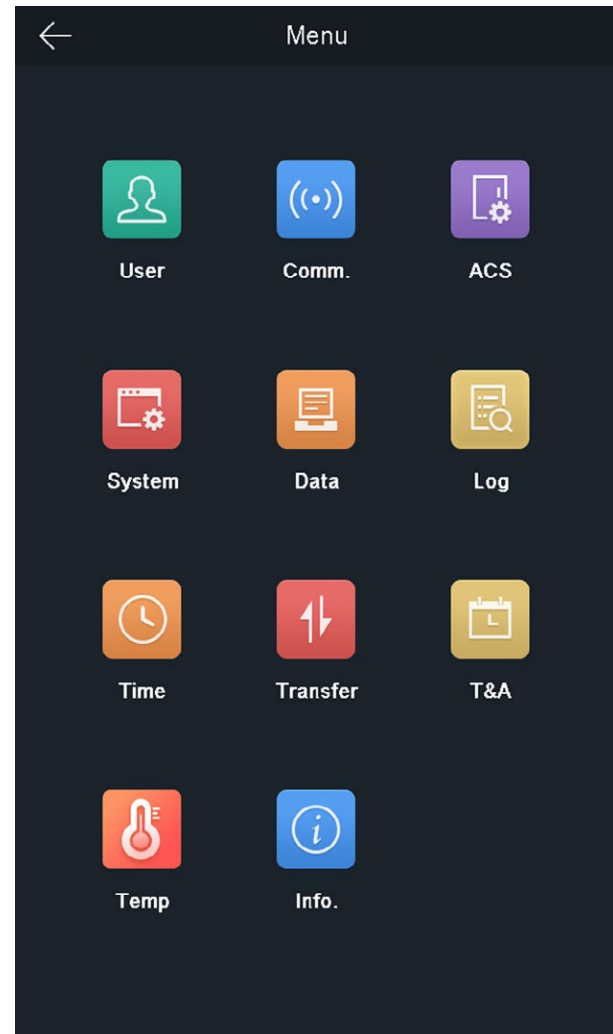 Menu
User Comm. ACS
System Data Log
Time Transfer T&A
Temp Info.